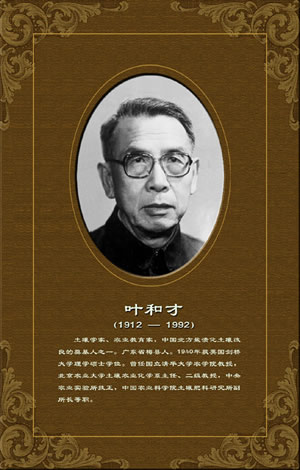 叶和才
(1912 — 1992)
土壤学家、农业教育家，中国北方盐渍化土壤改
良的奠基人之一。广东省梅县人。1940年获英国剑桥
大学理学硕士学位。曾任国立清华大学农学院教授，
北京农业大学土壤农业化学系主任、二级教授，中央
农业实验所技正，中国农业科学院土壤肥料研究所副
所长等职。